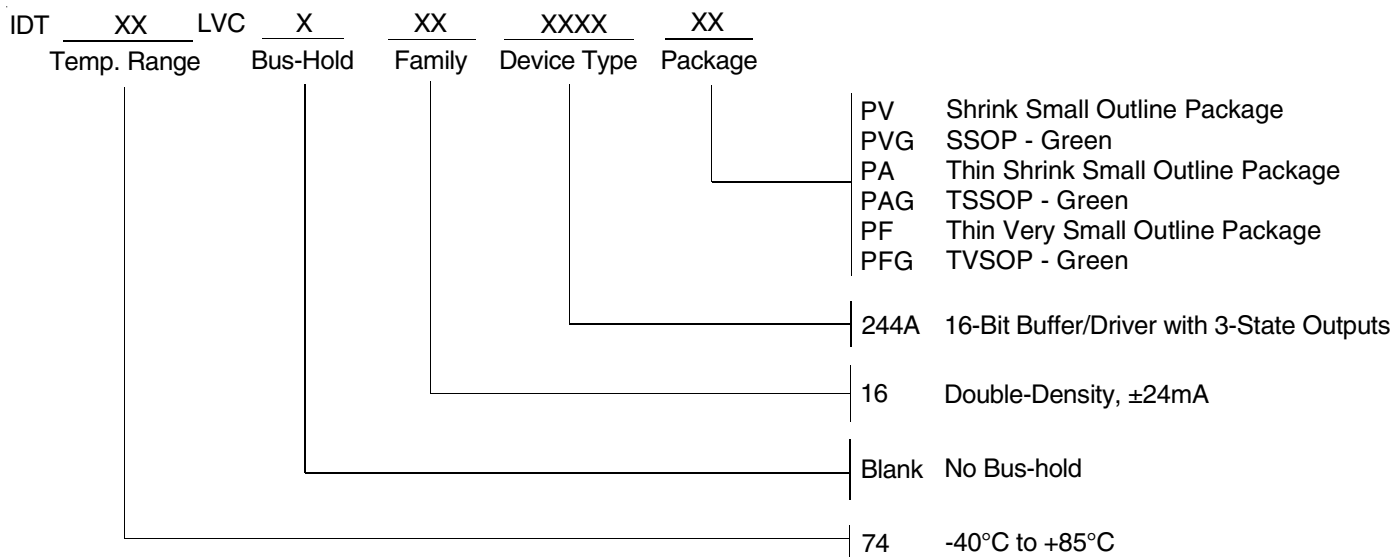 IDT XX LVC X XX XXXX XX
Temp. Range Bus-Hold Family Device Type Package
PV Shrink Small Outline Package
PVG SSOP - Green
PA Thin Shrink Small Outline Package
PAG TSSOP - Green
PF Thin Very Small Outline Package
PFG TVSOP - Green
244A 16-Bit Buffer/Driver with 3-State Outputs
16 Double-Density, ±24mA
Blank No Bus-hold
74 -40°C to +85°C